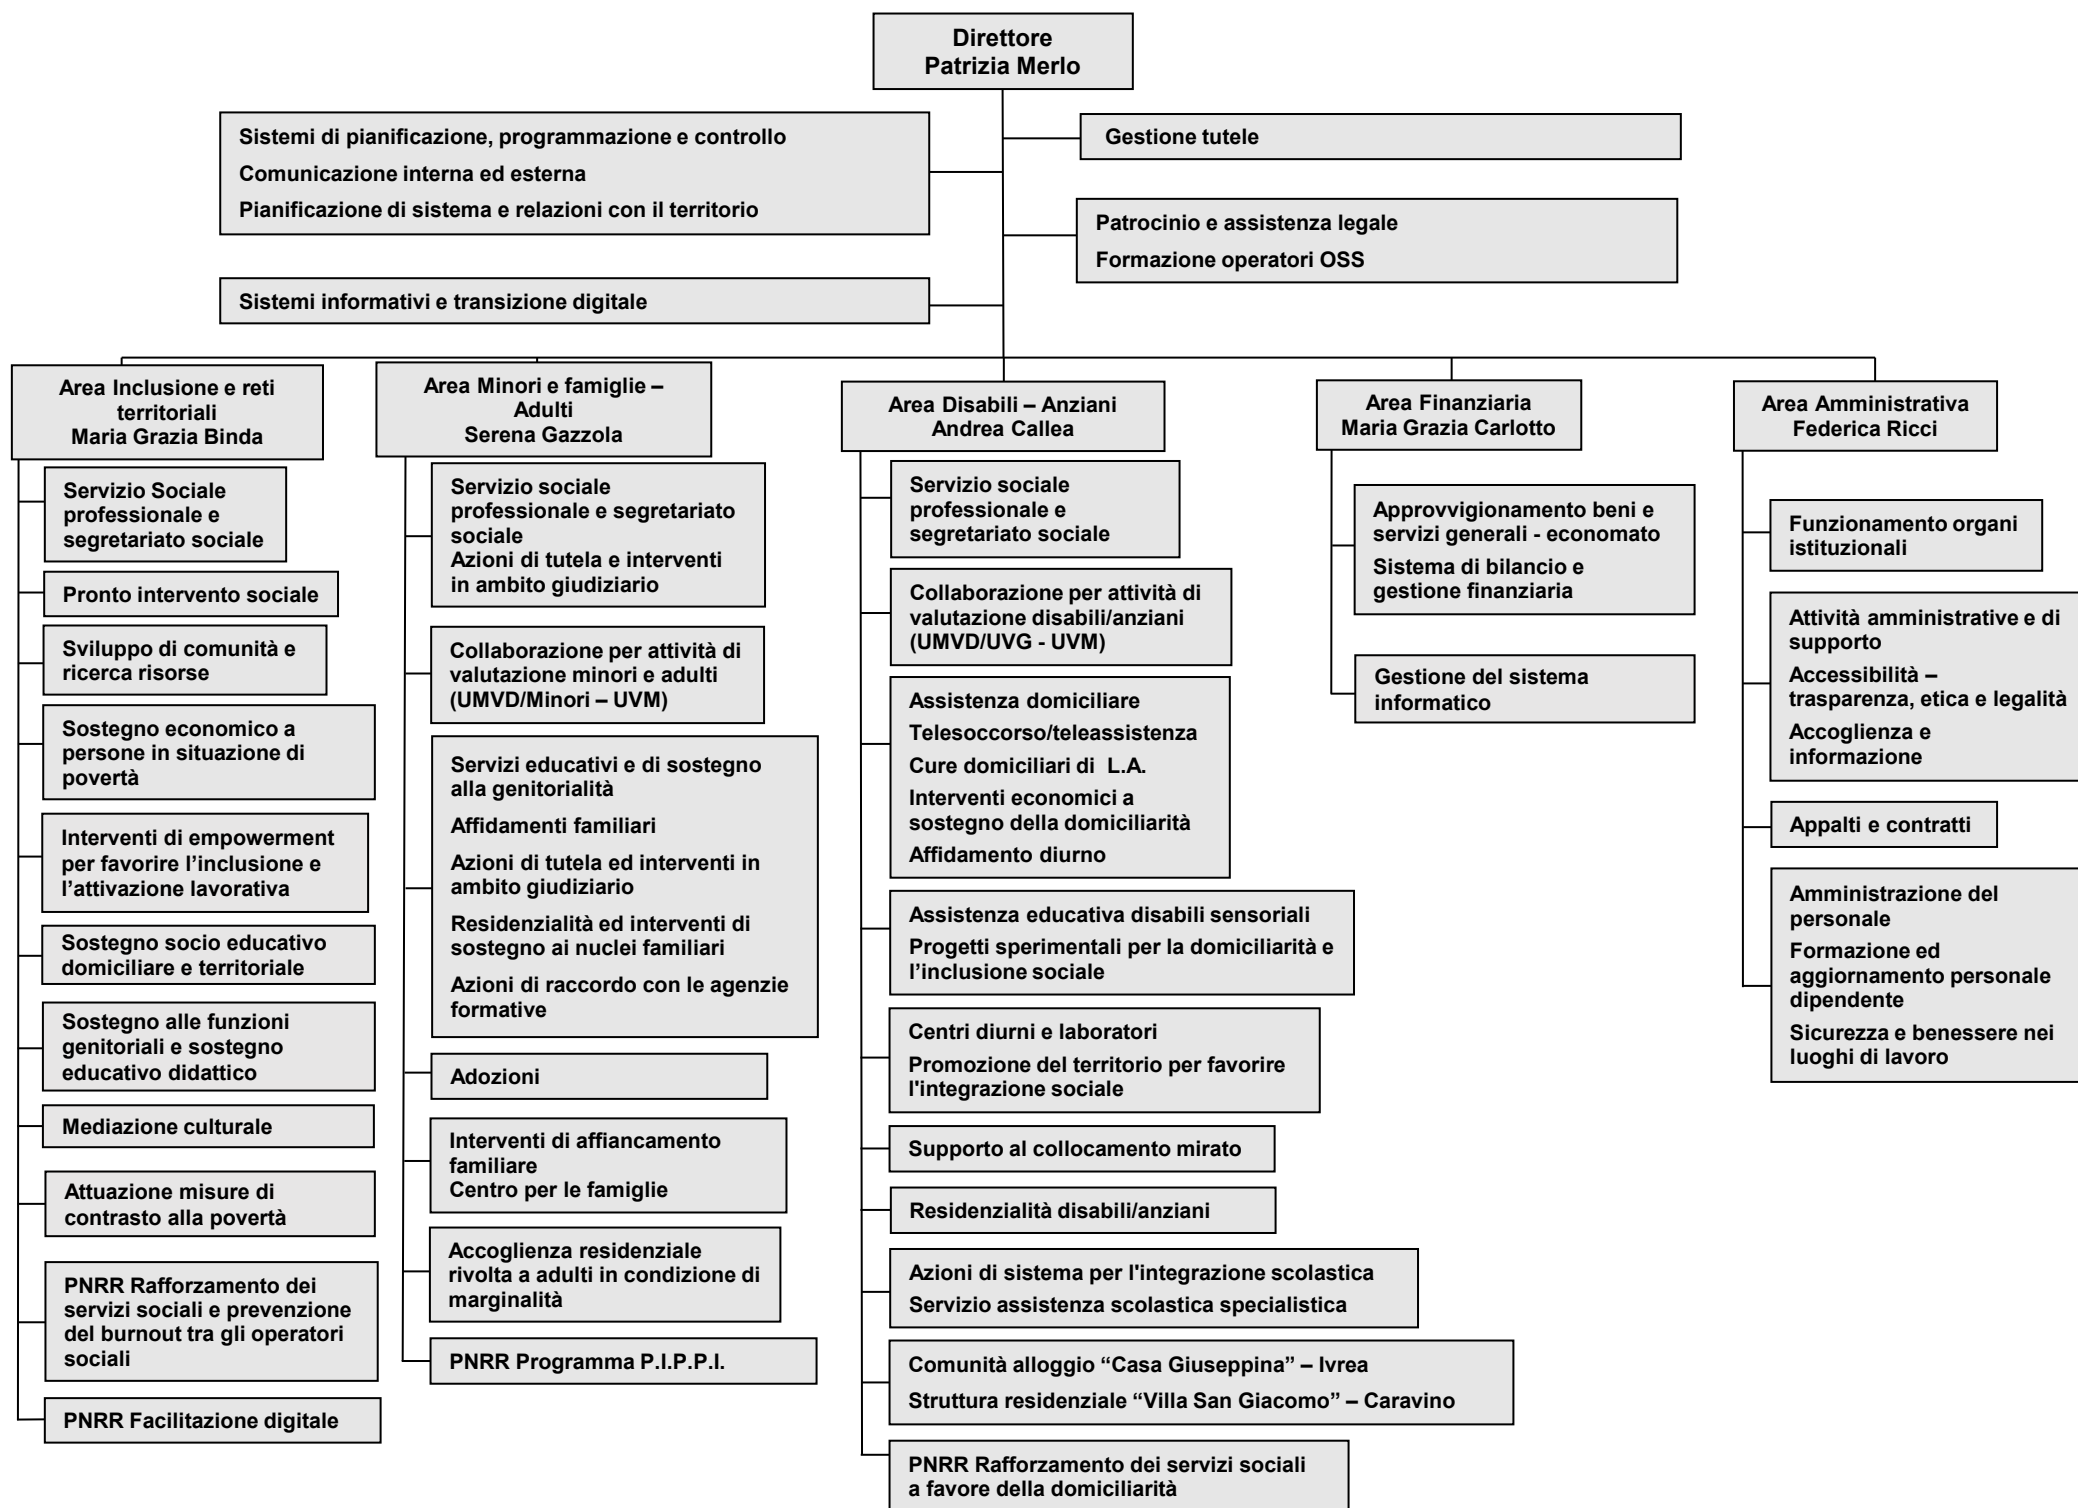 Direttore
Patrizia Merlo
Sistemi di pianificazione, programmazione e controllo
Comunicazione interna ed esterna
Pianificazione di sistema e relazioni con il territorio
Gestione tutele
Patrocinio e assistenza legale
Formazione operatori OSS
Sistemi informativi e transizione digitale
Area Inclusione e reti
territoriali
Maria Grazia Binda
Servizio Sociale
professionale e
segretariato sociale
Pronto intervento sociale
Sviluppo di comunità e
ricerca risorse
Sostegno economico a
persone in situazione di
povertà
Interventi di empowerment
per favorire l’inclusione e
l’attivazione lavorativa
Sostegno socio educativo
domiciliare e territoriale
Sostegno alle funzioni
genitoriali e sostegno
educativo didattico
Mediazione culturale
Attuazione misure di
contrasto alla povertà
PNRR Rafforzamento dei
servizi sociali e prevenzione
del burnout tra gli operatori
sociali
PNRR Facilitazione digitale
Area Minori e famiglie –
Adulti
Serena Gazzola
Servizio sociale
professionale e segretariato
sociale
Azioni di tutela e interventi
in ambito giudiziario
Collaborazione per attività di
valutazione minori e adulti
(UMVD/Minori – UVM)
Servizi educativi e di sostegno
alla genitorialità
Affidamenti familiari
Azioni di tutela ed interventi in
ambito giudiziario
Residenzialità ed interventi di
sostegno ai nuclei familiari
Azioni di raccordo con le agenzie
formative
Adozioni
Interventi di affiancamento
familiare
Centro per le famiglie
Accoglienza residenziale
rivolta a adulti in condizione di
marginalità
PNRR Programma P.I.P.P.I.
Area Disabili – Anziani
Andrea Callea
Servizio sociale
professionale e
segretariato sociale
Collaborazione per attività di
valutazione disabili/anziani
(UMVD/UVG - UVM)
Assistenza domiciliare
Telesoccorso/teleassistenza
Cure domiciliari di L.A.
Interventi economici a
sostegno della domiciliarità
Affidamento diurno
Assistenza educativa disabili sensoriali
Progetti sperimentali per la domiciliarità e
l’inclusione sociale
Centri diurni e laboratori
Promozione del territorio per favorire
l'integrazione sociale
Supporto al collocamento mirato
Residenzialità disabili/anziani
Azioni di sistema per l'integrazione scolastica
Servizio assistenza scolastica specialistica
Comunità alloggio “Casa Giuseppina” – Ivrea
Struttura residenziale “Villa San Giacomo” – Caravino
PNRR Rafforzamento dei servizi sociali
a favore della domiciliarità
Area Finanziaria
Maria Grazia Carlotto
Approvvigionamento beni e
servizi generali - economato
Sistema di bilancio e
gestione finanziaria
Gestione del sistema
informatico
Area Amministrativa
Federica Ricci
Funzionamento organi
istituzionali
Attività amministrative e di
supporto
Accessibilità –
trasparenza, etica e legalità
Accoglienza e
informazione
Appalti e contratti
Amministrazione del
personale
Formazione ed
aggiornamento personale
dipendente
Sicurezza e benessere nei
luoghi di lavoro